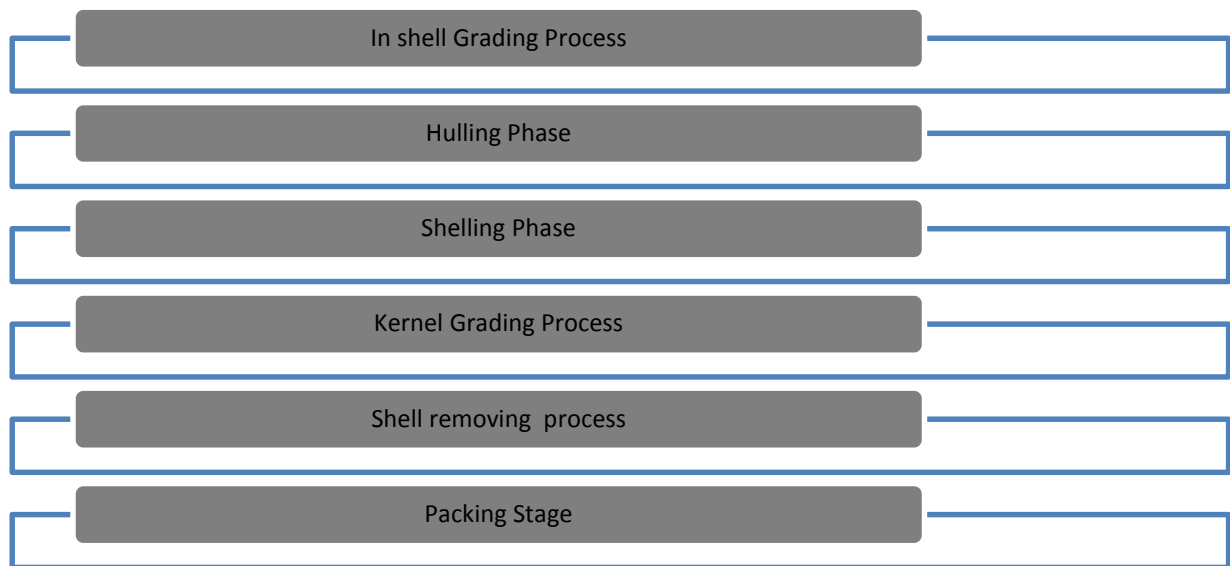 In shell Grading Process
Hulling Phase
Shelling Phase
Kernel Grading Process
Shell removing  process
Packing Stage